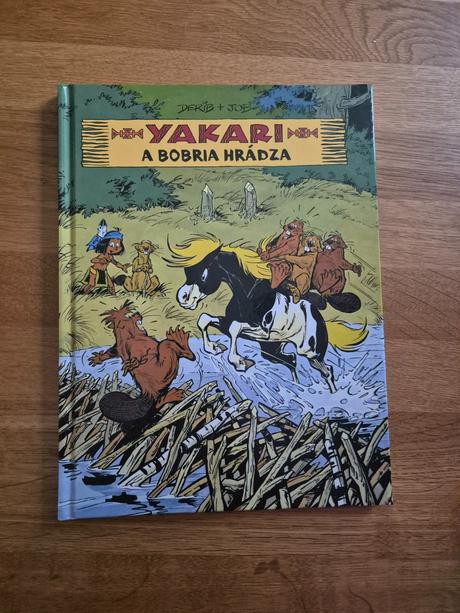 DERIB + JOB
YAKARI
A BOBRIA HRÁDZA